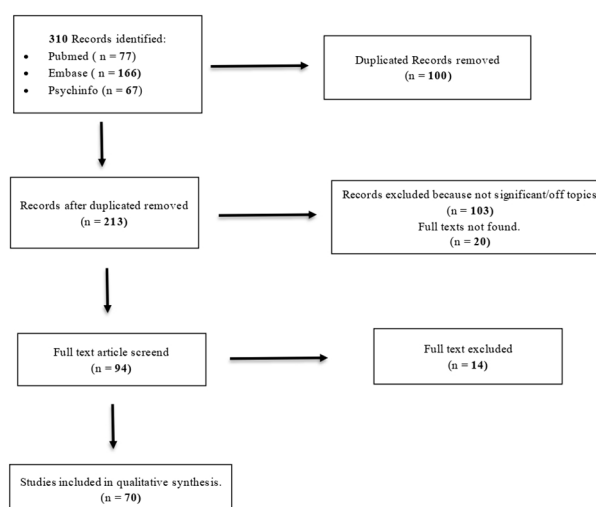 310 Records identified:
• Pubmed ( n = 77)
• Embase ( n = 166)
• Psychinfo (n = 67)
Duplicated Records removed
(n = 100)
Records after duplicated removed
(n = 213)
Records excluded because not significant/off topics
(n = 103)
Full texts not found.
(n = 20)
Full text article screend
(n = 94)
Full text excluded
(n = 14)
Studies included in qualitative synthesis.
(n = 70)